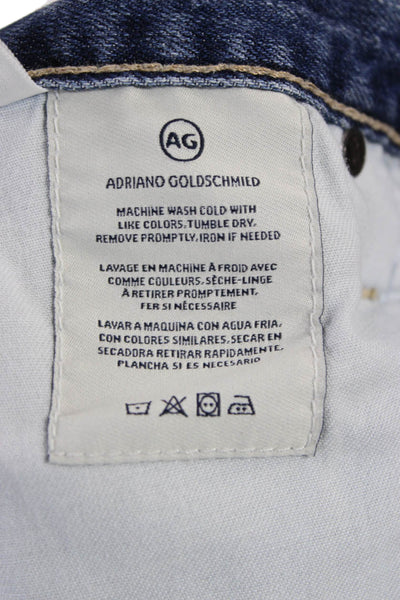 AG
ADRIANO GOLDSCHMIED
MACHINE WASH COLD WITH
LIKE COLORS, TUMBLE DRY,
REMOVE PROMPTLY, IRON IF NEEDED
LAVAGE EN MACHINE À FROID AVEC
COMME COULEURS, SÈCHE-LINGE
À RETIRER PROMPTEMENT,
FER SI NÉCESSAIRE
LAVAR A MAQUINA CON AGUA FRIA,
CON COLORES SIMILARES, SECAR EN
SECADORA RETIRAR RAPIDAMENTE,
PLANCHA SI ES NECESARIO